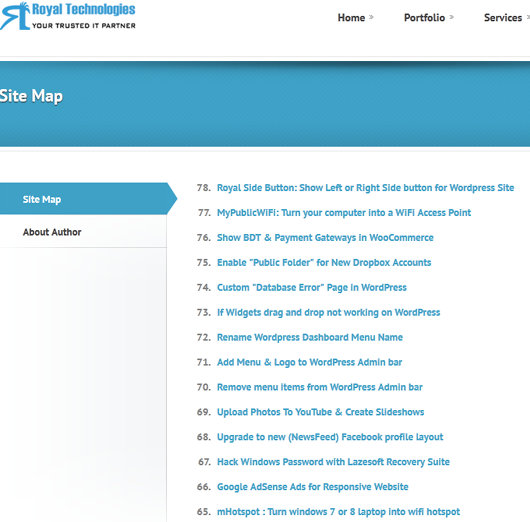 Royal Technologies
YOUR TRUSTED IT PARTNER
Home » Portfolio » Services »
Site Map
Site Map
About Author
78. Royal Side Button: Show Left or Right Side button for Wordpress Site
77. MyPublicWiFi: Turn your computer into a WiFi Access Point
76. Show BDT & Payment Gateways in WooCommerce
75. Enable "Public Folder" for New Dropbox Accounts
74. Custom "Database Error" Page in WordPress
73. If Widgets drag and drop not working on WordPress
72. Rename Wordpress Dashboard Menu Name
71. Add Menu & Logo to WordPress Admin bar
70. Remove menu items from WordPress Admin bar
69. Upload Photos To YouTube & Create Slideshows
68. Upgrade to new (NewsFeed) Facebook profile layout
67. Hack Windows Password with Lazesoft Recovery Suite
66. Google AdSense Ads for Responsive Website
65. mHotspot : Turn windows 7 or 8 laptop into wifi hotspot